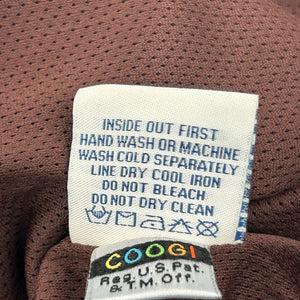 INSIDE OUT FIRST
HAND WASH OR MACHINE
WASH COLD SEPARATELY
LINE DRY COOL IRON
DO NOT BLEACH
DO NOT DRY CLEAN
COOGI
Reg. U.S. Pat.
& T.M. Off.